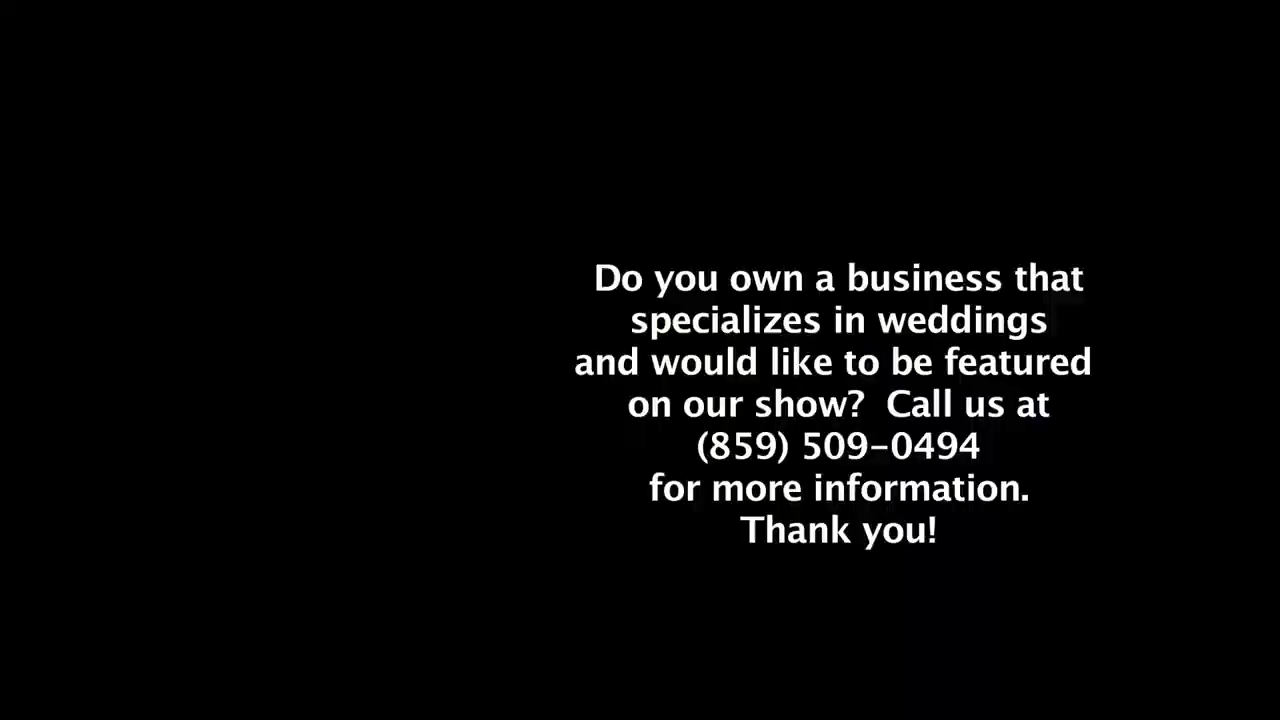 Do you own a business that
specializes in weddings
and would like to be featured
on our show?  Call us at
(859) 509-0494
for more information.
Thank you!